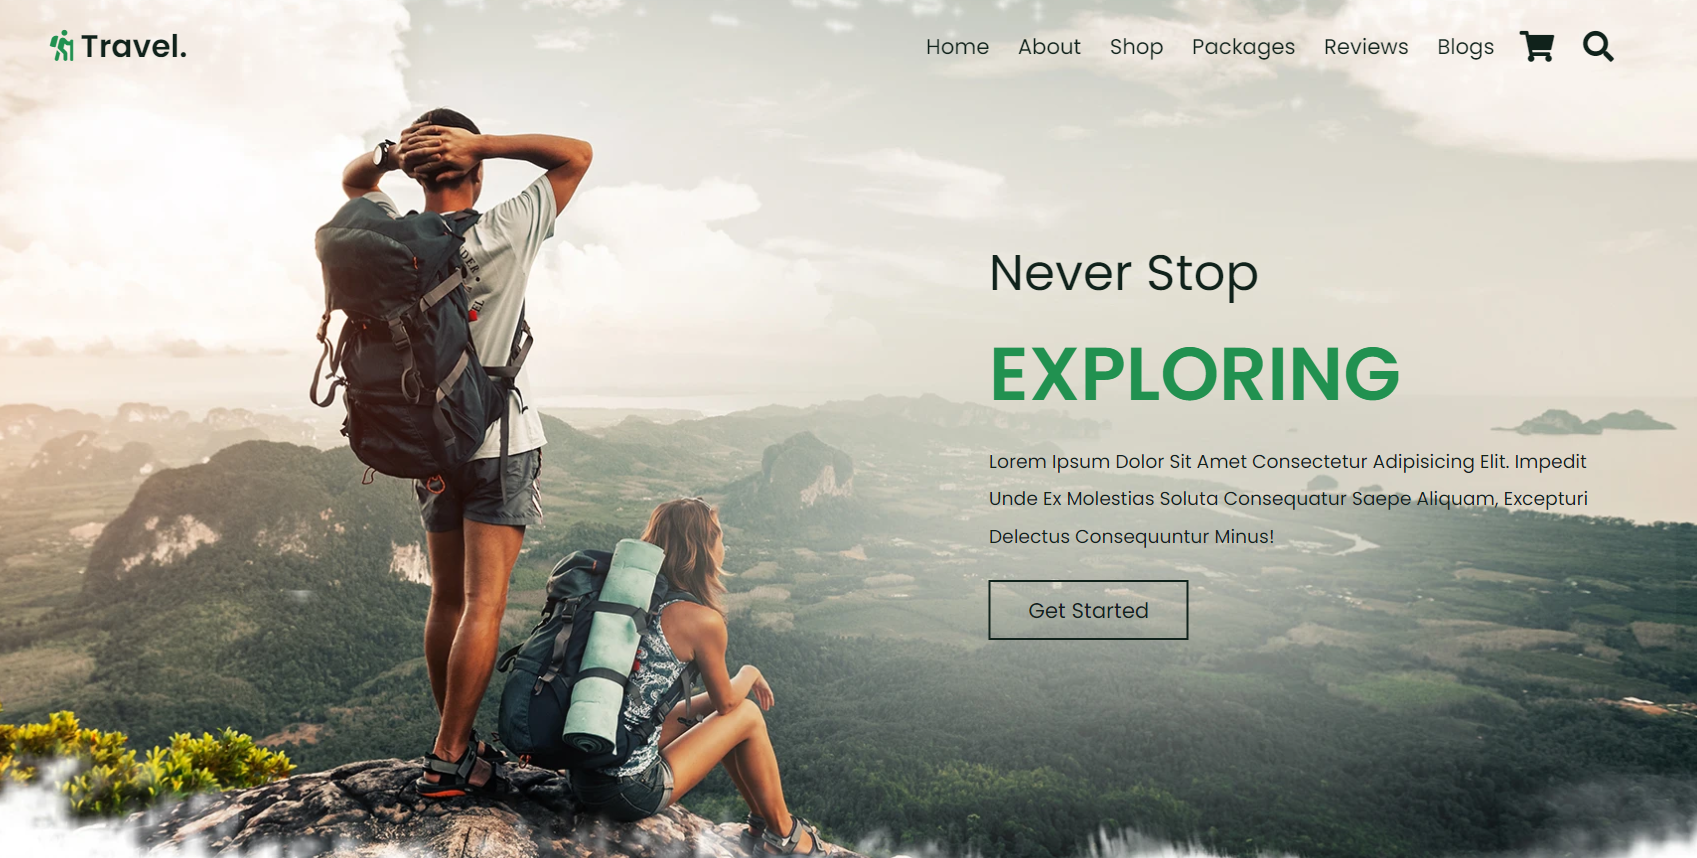 Travel.
Home About Shop Packages Reviews Blogs
Never Stop
EXPLORING
Lorem Ipsum Dolor Sit Amet Consectetur Adipisicing Elit. Impedit
Unde Ex Molestias Soluta Consequatur Saepe Aliquam, Excepturi
Delectus Consequuntur Minus!
Get Started